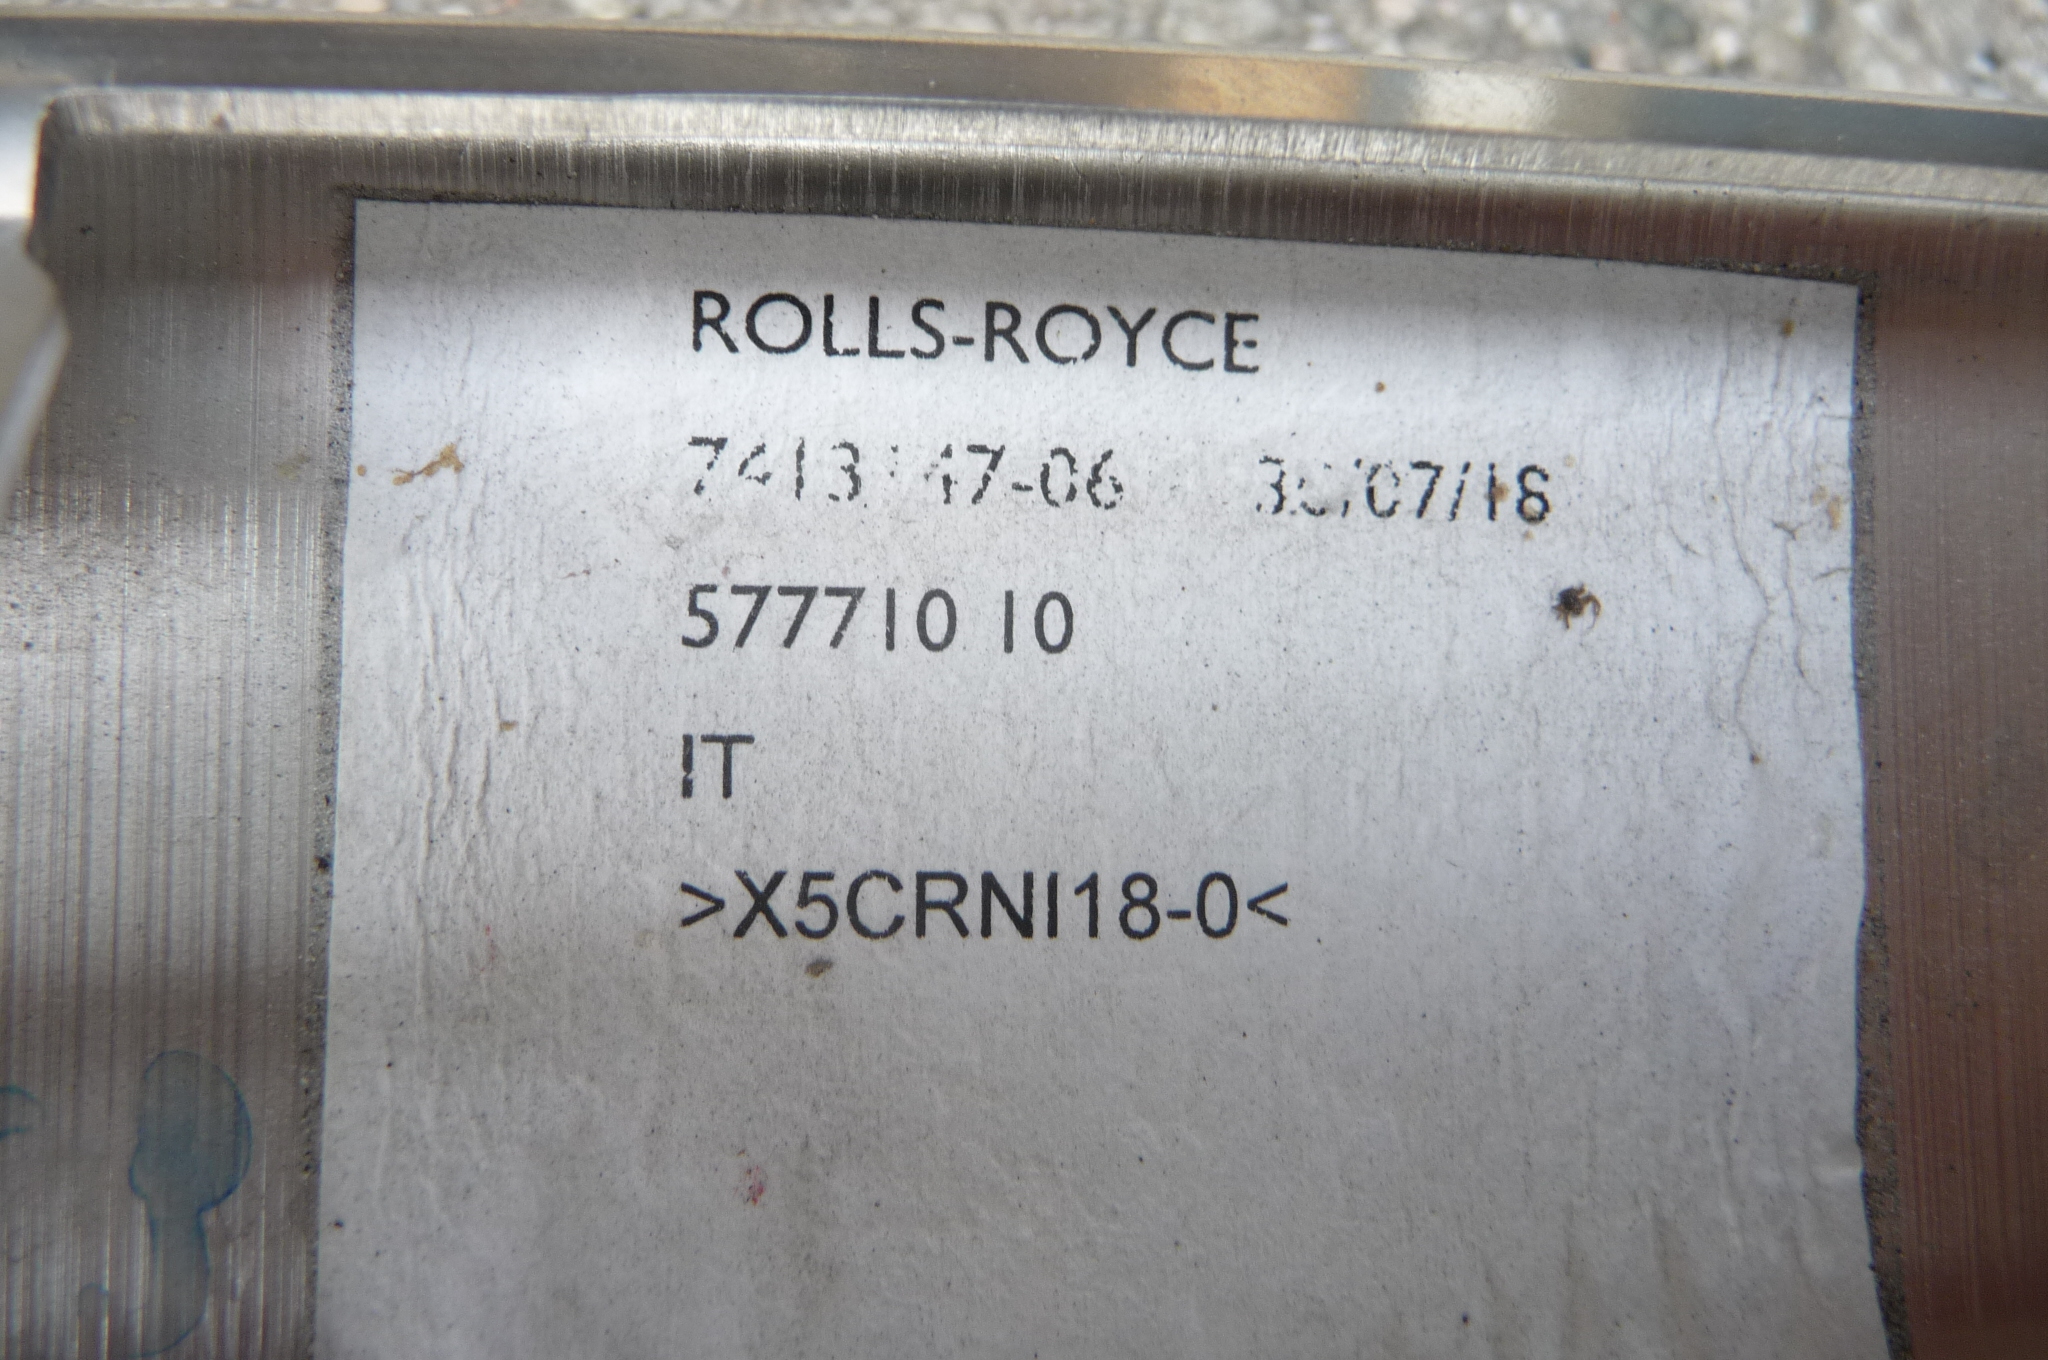 ROLLS-ROYCE
577710 10
IT
>X5CRNI18-0<